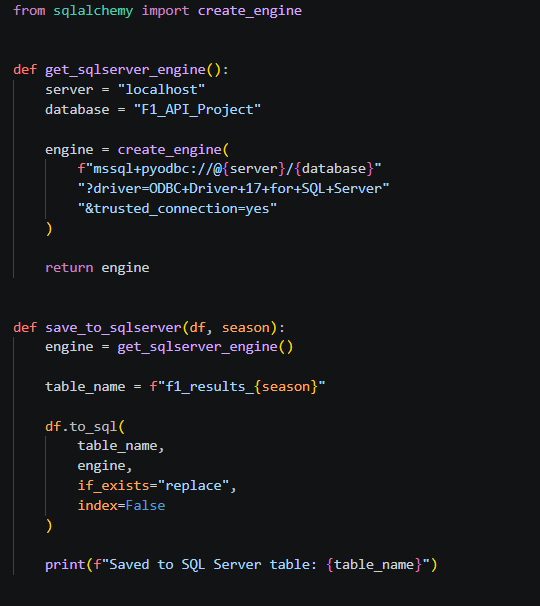 from sqlalchemy import create_engine
def get_sqlserver_engine():
    server = "localhost"
    database = "F1_API_Project"
    engine = create_engine(
        f"mssql+pyodbc://@{server}/{database}"
        "?driver=ODBC+Driver+17+for+SQL+Server"
        "&trusted_connection=yes"
    )
    return engine
def save_to_sqlserver(df, season):
    engine = get_sqlserver_engine()
    table_name = f"f1_results_{season}"
    df.to_sql(
        table_name,
        engine,
        if_exists="replace",
        index=False
    )
    print(f"Saved to SQL Server table: {table_name}")